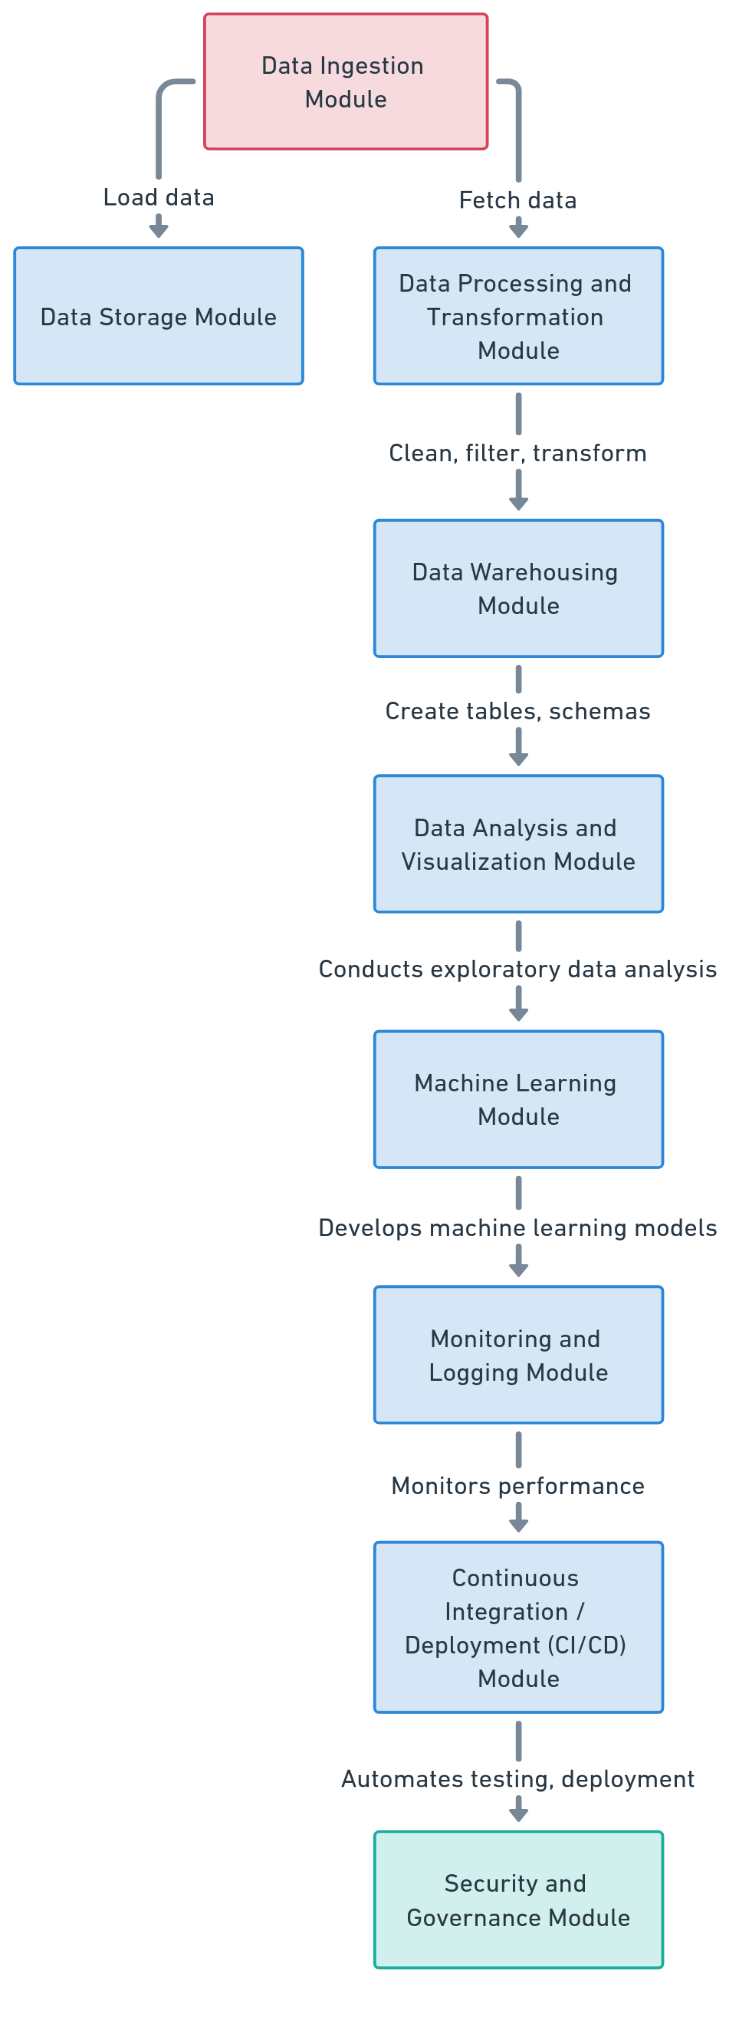 Data Ingestion
Module
Load data
Fetch data
Data Storage Module
Data Processing and
Transformation
Module
Clean, filter, transform
Data Warehousing
Module
Create tables, schemas
Data Analysis and
Visualization Module
Conducts exploratory data analysis
Machine Learning
Module
Develops machine learning models
Monitoring and
Logging Module
Monitors performance
Continuous
Integration /
Deployment (CI/CD)
Module
Automates testing, deployment
Security and
Governance Module